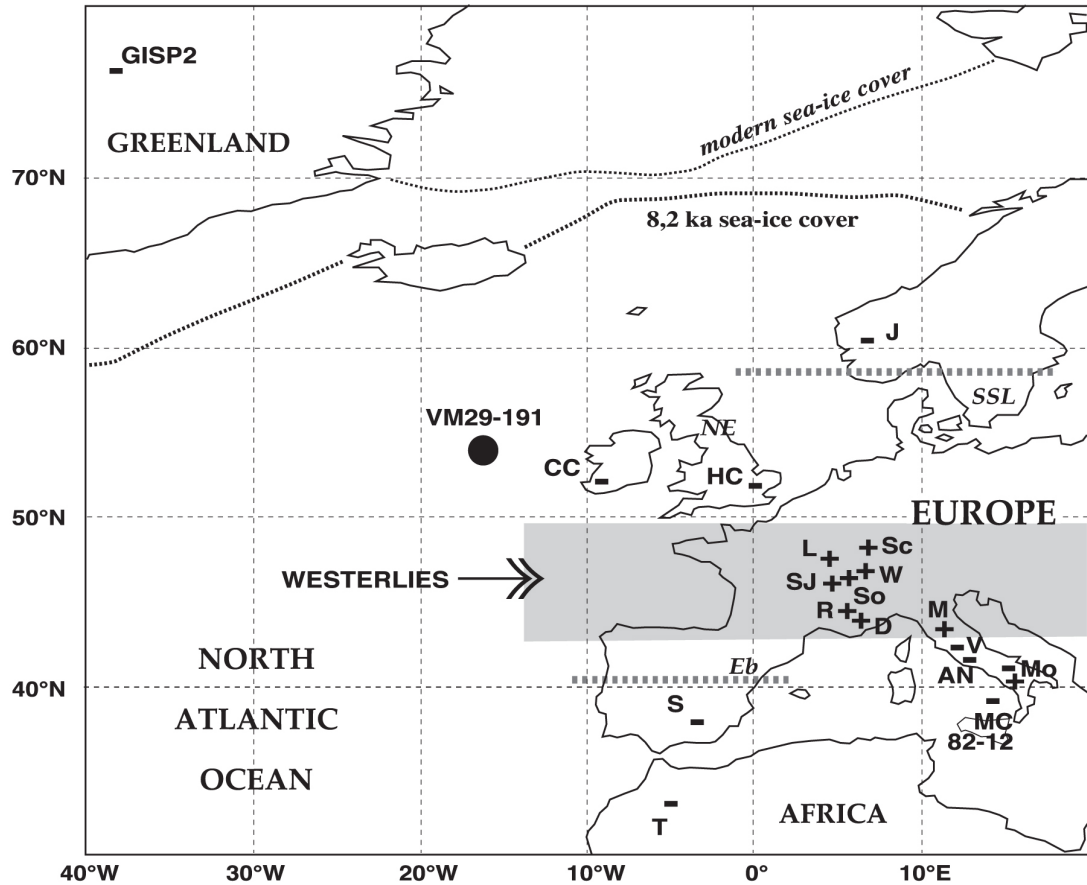 GISP2
GREENLAND
modern sea-ice cover
70°N
8,2 ka sea-ice cover
J
60°N
SSL
VM29-191
NE
CC
HC
50°N
EUROPE
L
Sc
WESTERLIES
SJ
W
So
R
D
M
NORTH
Eb
V
AN
Mo
40°N
S
ATLANTIC
MC
82-12
OCEAN
T
AFRICA
40°W
30°W
20°W
10°W
0°
10°E